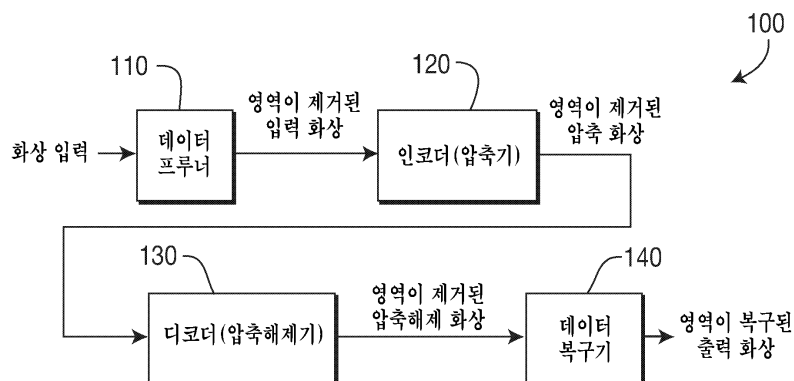 100
110
120
영역이 제거된
입력 화상
영역이 제거된
압축 화상
화상 입력
데이터
프루너
인코더(압축기)
130
140
영역이 제거된
압축해제 화상
디코더(압축해제기)
데이터
복구기
영역이 복구된
출력 화상